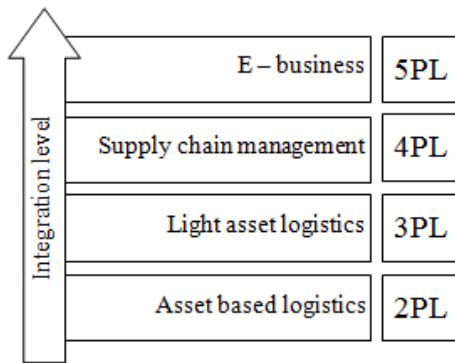 E – business
5PL
Supply chain management
4PL
Light asset logistics
3PL
Asset based logistics
2PL
Integration level